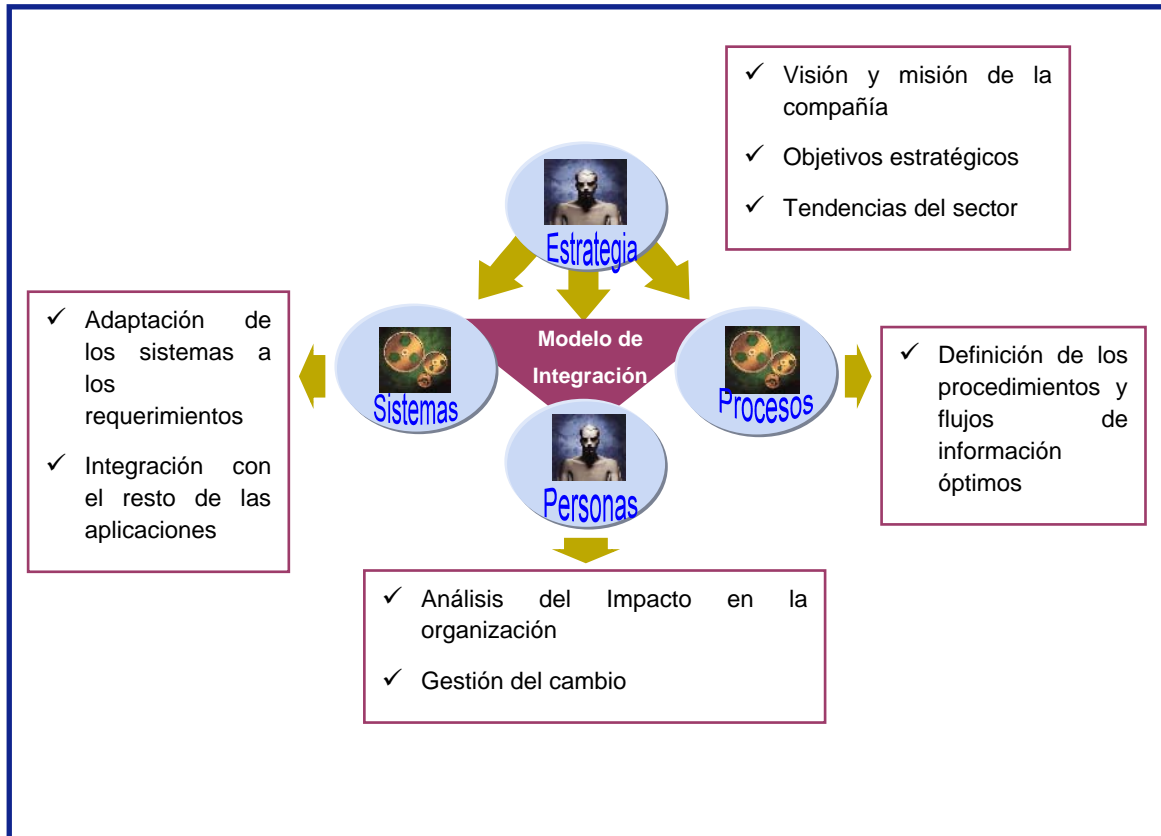 ✓ Visión y misión de la
compañía
✓ Objetivos estratégicos
✓ Tendencias del sector
Estrategia
✓ Adaptación de
los sistemas a
los
requerimientos
✓ Integración con
el resto de las
aplicaciones
Sistemas
Modelo de
Integración
Procesos
✓ Definición de los
procedimientos y
flujos de
información
óptimos
Personas
✓ Análisis del Impacto en la
organización
✓ Gestión del cambio